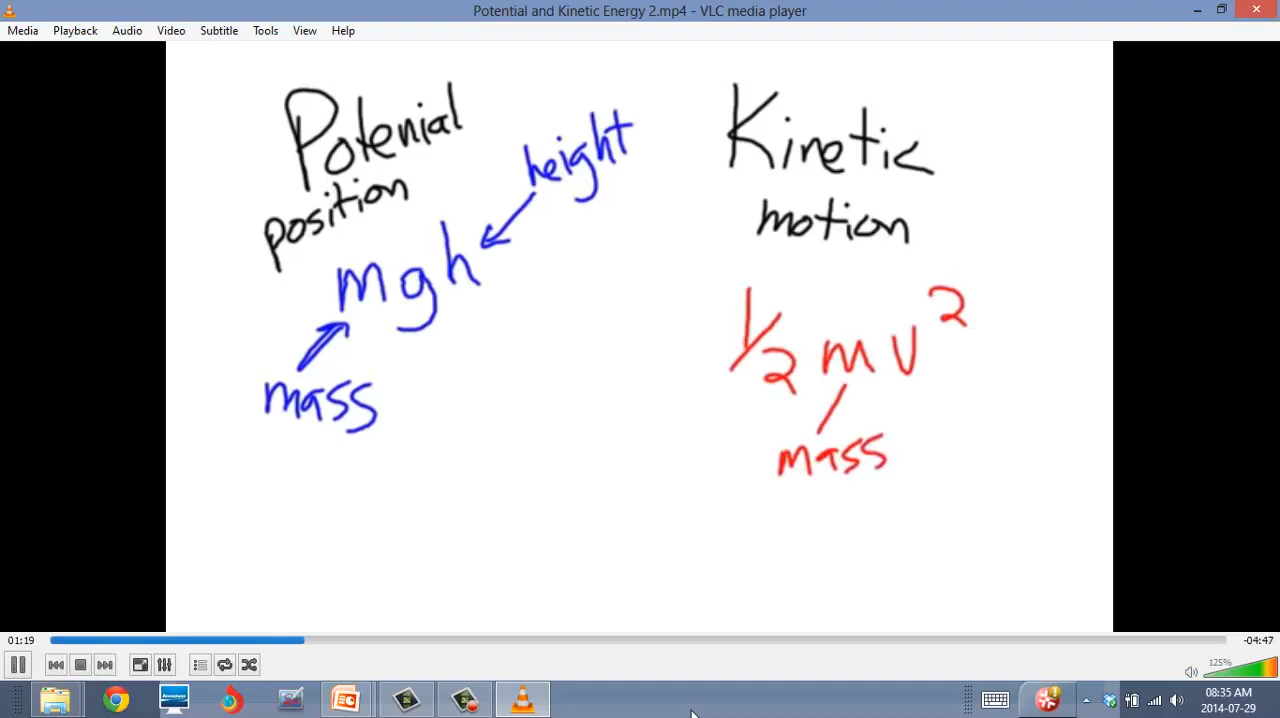 Potential and Kinetic Energy 2.mp4 - VLC media player
Media Playback Audio Video Subtitle Tools View Help
Potenial
position
height
mgh
mass
Kinetic
motion
1/2 mv²
mass
01:19
-04:47
125%
08:35 AM
2014-07-29